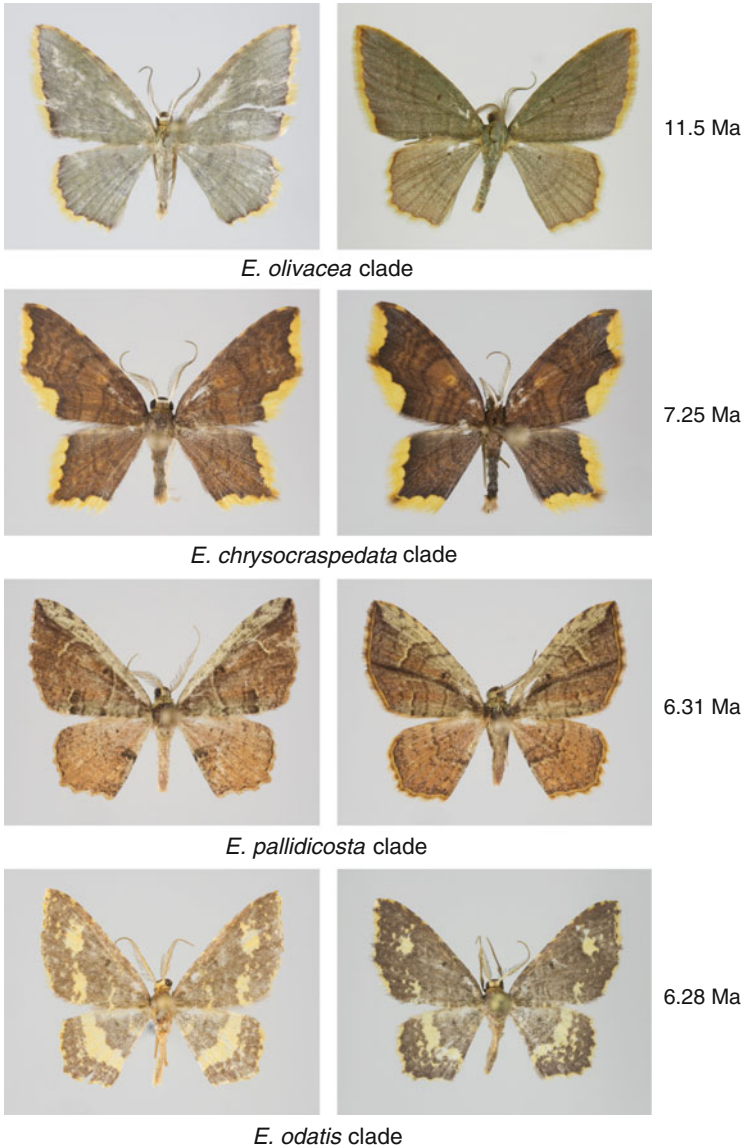 11.5 Ma
E. olivacea clade
7.25 Ma
E. chrysocraspedata clade
6.31 Ma
E. pallidicosta clade
6.28 Ma
E. odatis clade